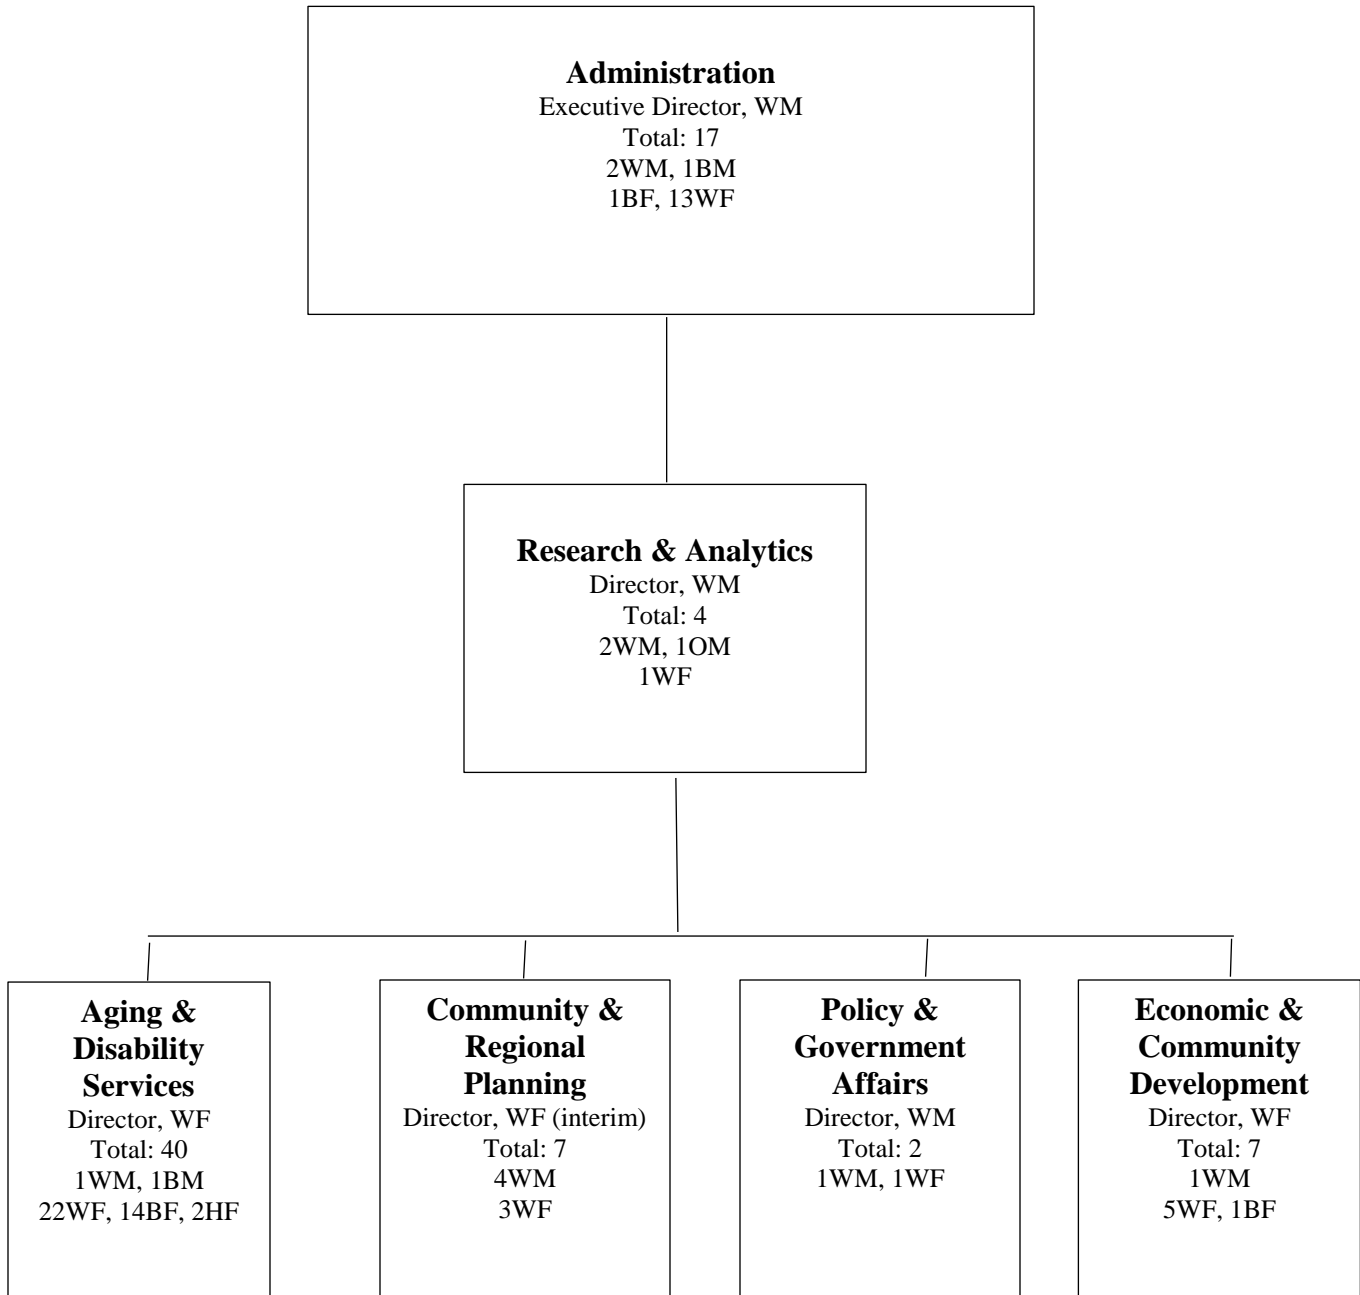 Administration
Executive Director, WM
Total: 17
2WM, 1BM
1BF, 13WF
Research & Analytics
Director, WM
Total: 4
2WM, 1OM
1WF
Aging &
Disability
Services
Director, WF
Total: 40
1WM, 1BM
22WF, 14BF, 2HF
Community &
Regional
Planning
Director, WF (interim)
Total: 7
4WM
3WF
Policy &
Government
Affairs
Director, WM
Total: 2
1WM, 1WF
Economic &
Community
Development
Director, WF
Total: 7
1WM
5WF, 1BF